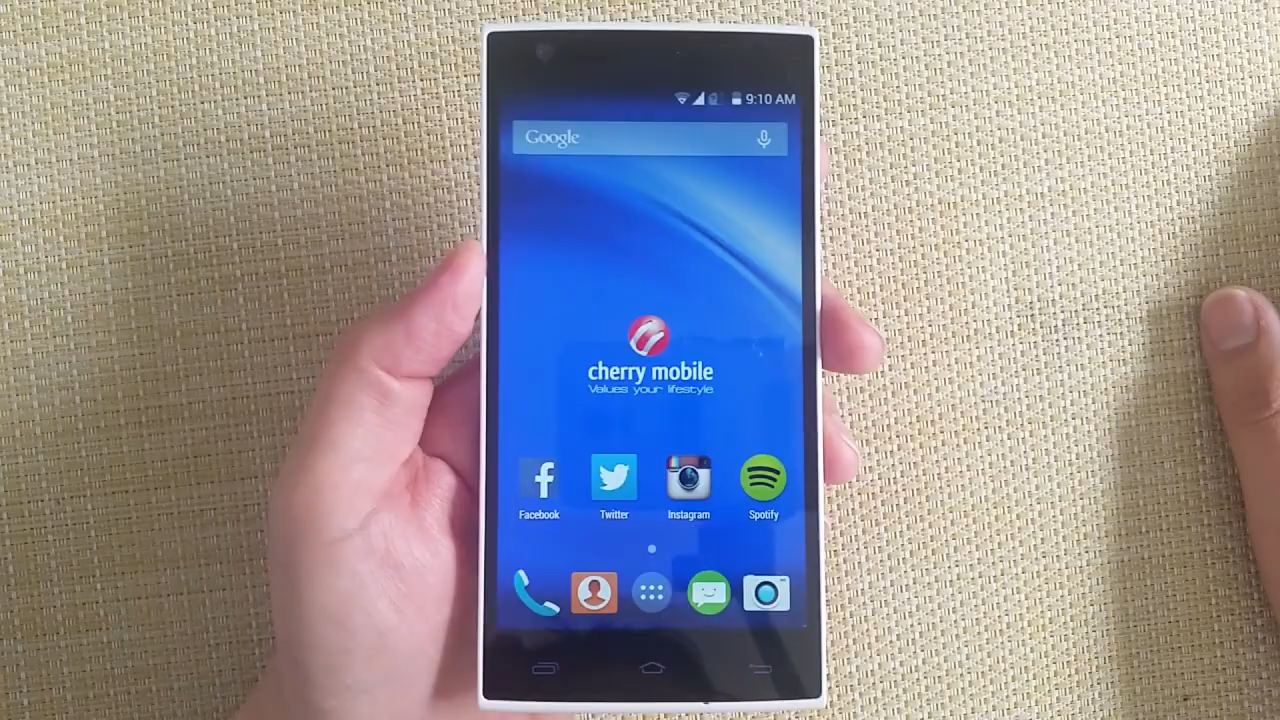 9:10 AM
Google
cherry mobile
Values your lifestyle
Facebook Twitter Instagram Spotify